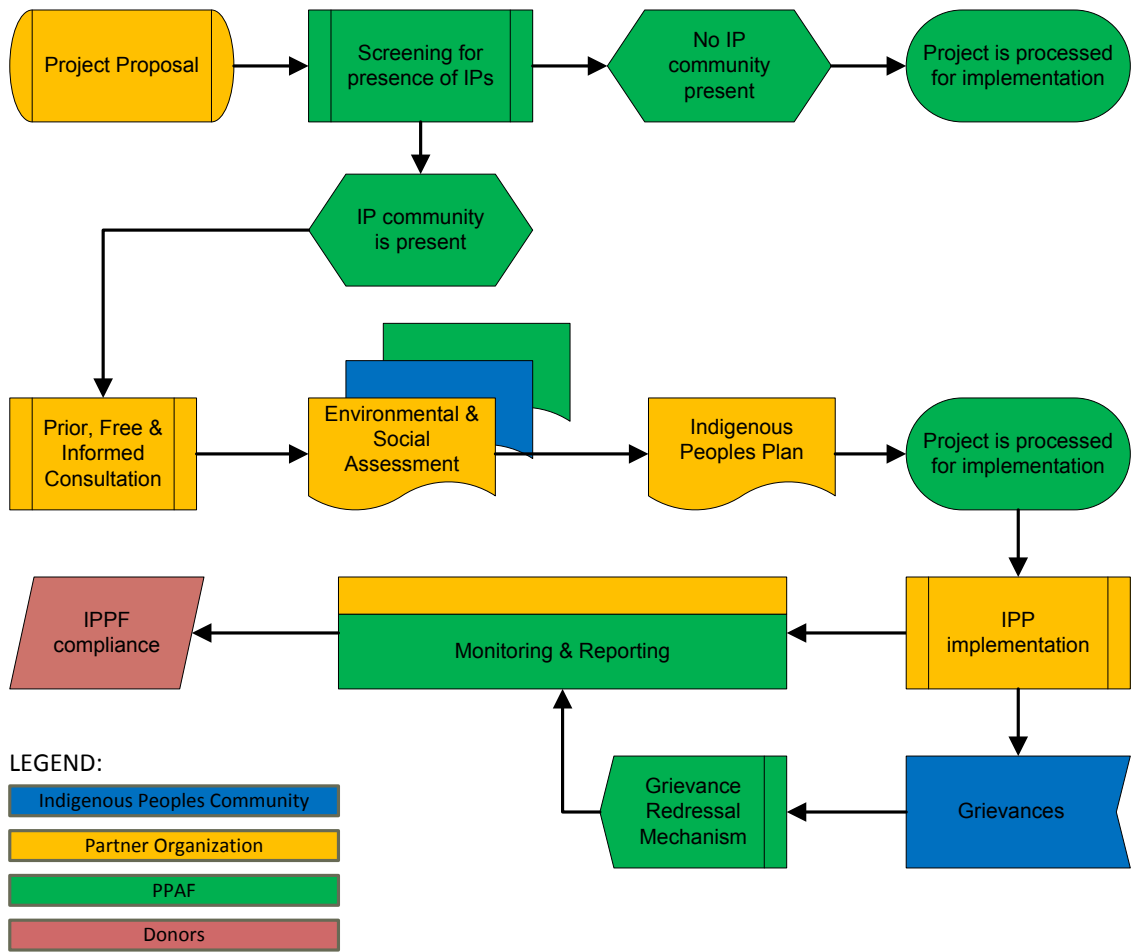 Project Proposal
Screening for
presence of IPs
No IP
community
present
Project is processed
for implementation
IP community
is present
Prior, Free &
Informed
Consultation
Environmental &
Social
Assessment
Indigenous
Peoples Plan
Project is processed
for implementation
IPPF
compliance
Monitoring & Reporting
IPP
implementation
Grievance
Redressal
Mechanism
Grievances
LEGEND:
Indigenous Peoples Community
Partner Organization
PPAF
Donors